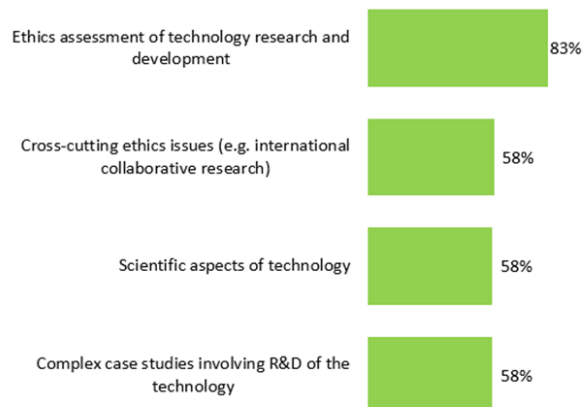 Ethics assessment of technology research and
development
83%
Cross-cutting ethics issues (e.g. international
collaborative research)
58%
Scientific aspects of technology
58%
Complex case studies involving R&D of the
technology
58%